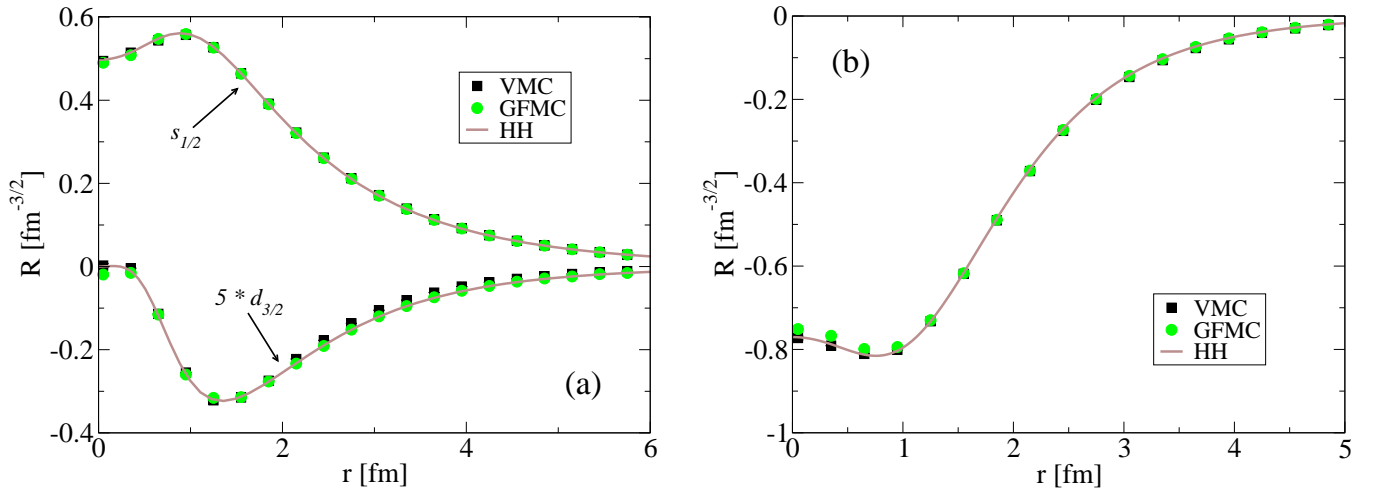 0.6
0.4
0.2
0
-0.2
-0.4
R [fm^-3/2]
VMC
GFMC
HH
s_1/2
5 * d_3/2
(a)
0 2 4 6
r [fm]
-0
-0.2
-0.4
-0.6
-0.8
-1
R [fm^-3/2]
(b)
VMC
GFMC
HH
0 1 2 3 4 5
r [fm]